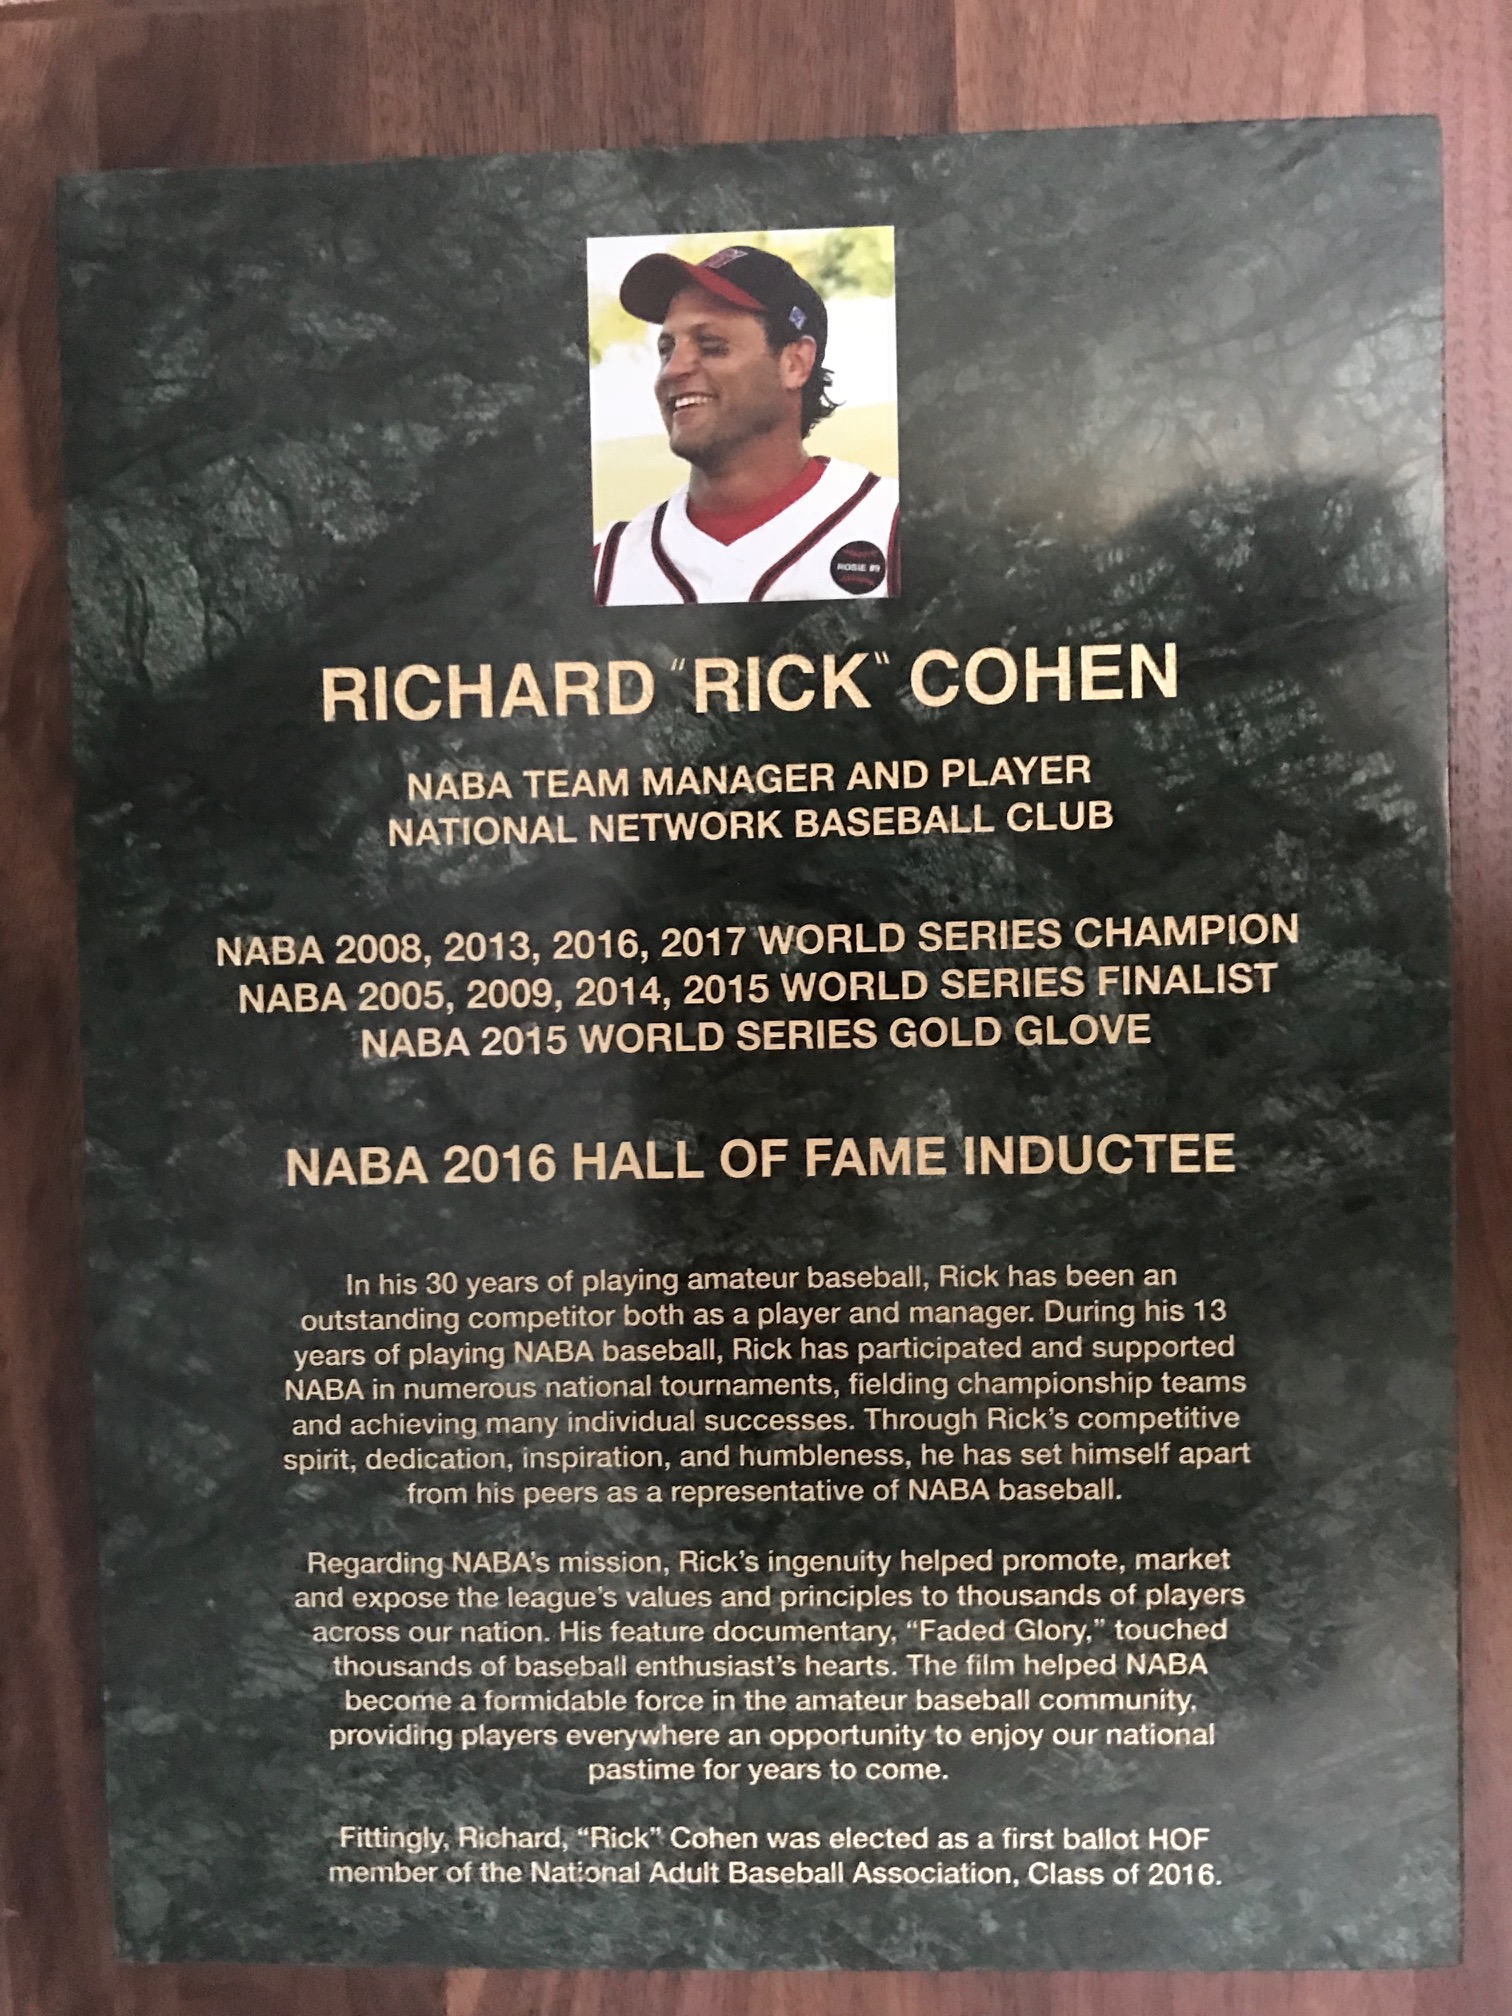 ROSIE #9
RICHARD "RICK" COHEN
NABA TEAM MANAGER AND PLAYER
NATIONAL NETWORK BASEBALL CLUB
NABA 2008, 2013, 2016, 2017 WORLD SERIES CHAMPION
NABA 2005, 2009, 2014, 2015 WORLD SERIES FINALIST
NABA 2015 WORLD SERIES GOLD GLOVE
NABA 2016 HALL OF FAME INDUCTEE
In his 30 years of playing amateur baseball, Rick has been an
outstanding competitor both as a player and manager. During his 13
years of playing NABA baseball, Rick has participated and supported
NABA in numerous national tournaments, fielding championship teams
and achieving many individual successes. Through Rick's competitive
spirit, dedication, inspiration, and humbleness, he has set himself apart
from his peers as a representative of NABA baseball.
Regarding NABA's mission, Rick's ingenuity helped promote, market
and expose the league's values and principles to thousands of players
across our nation. His feature documentary, “Faded Glory,” touched
thousands of baseball enthusiast's hearts. The film helped NABA
become a formidable force in the amateur baseball community,
providing players everywhere an opportunity to enjoy our national
pastime for years to come.
Fittingly, Richard, “Rick” Cohen was elected as a first ballot HOF
member of the National Adult Baseball Association, Class of 2016.